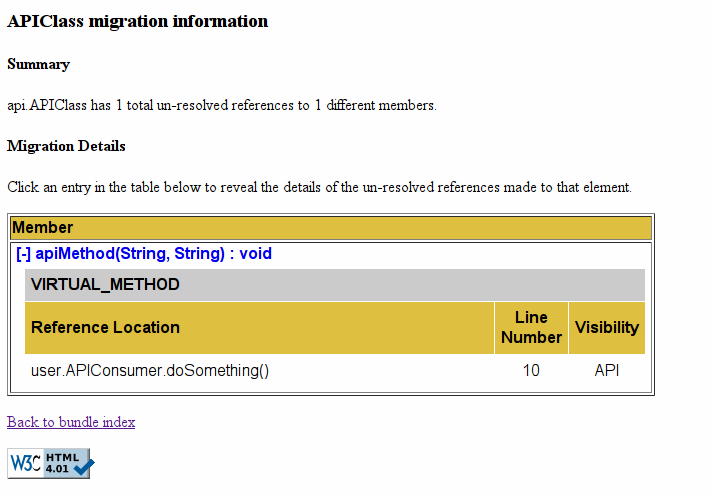 APIClass migration information
Summary
api.APIClass has 1 total un-resolved references to 1 different members.
Migration Details
Click an entry in the table below to reveal the details of the un-resolved references made to that element.
Member
[-] apiMethod(String, String) : void
VIRTUAL_METHOD
Reference Location Line Number Visibility
user.APIConsumer.doSomething() 10 API
Back to bundle index
W3C HTML 4.01